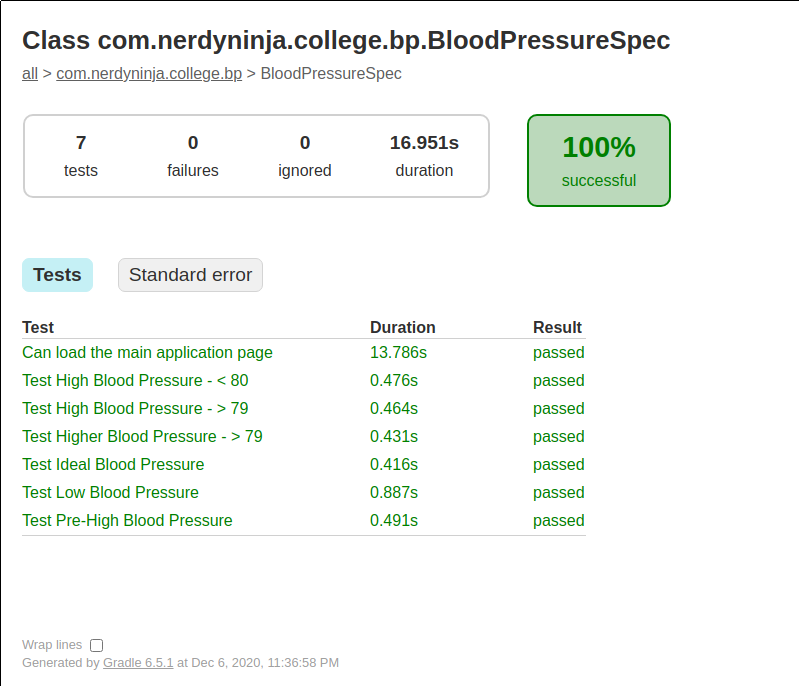 Class com.nerdyninja.college.bp.BloodPressureSpec
all > com.nerdyninja.college.bp > BloodPressureSpec
7 0 0 16.951s
tests failures ignored duration
100%
successful
Tests Standard error
Test Duration Result
Can load the main application page 13.786s passed
Test High Blood Pressure - < 80 0.476s passed
Test High Blood Pressure - > 79 0.464s passed
Test Higher Blood Pressure - > 79 0.431s passed
Test Ideal Blood Pressure 0.416s passed
Test Low Blood Pressure 0.887s passed
Test Pre-High Blood Pressure 0.491s passed
Wrap lines
Generated by Gradle 6.5.1 at Dec 6, 2020, 11:36:58 PM